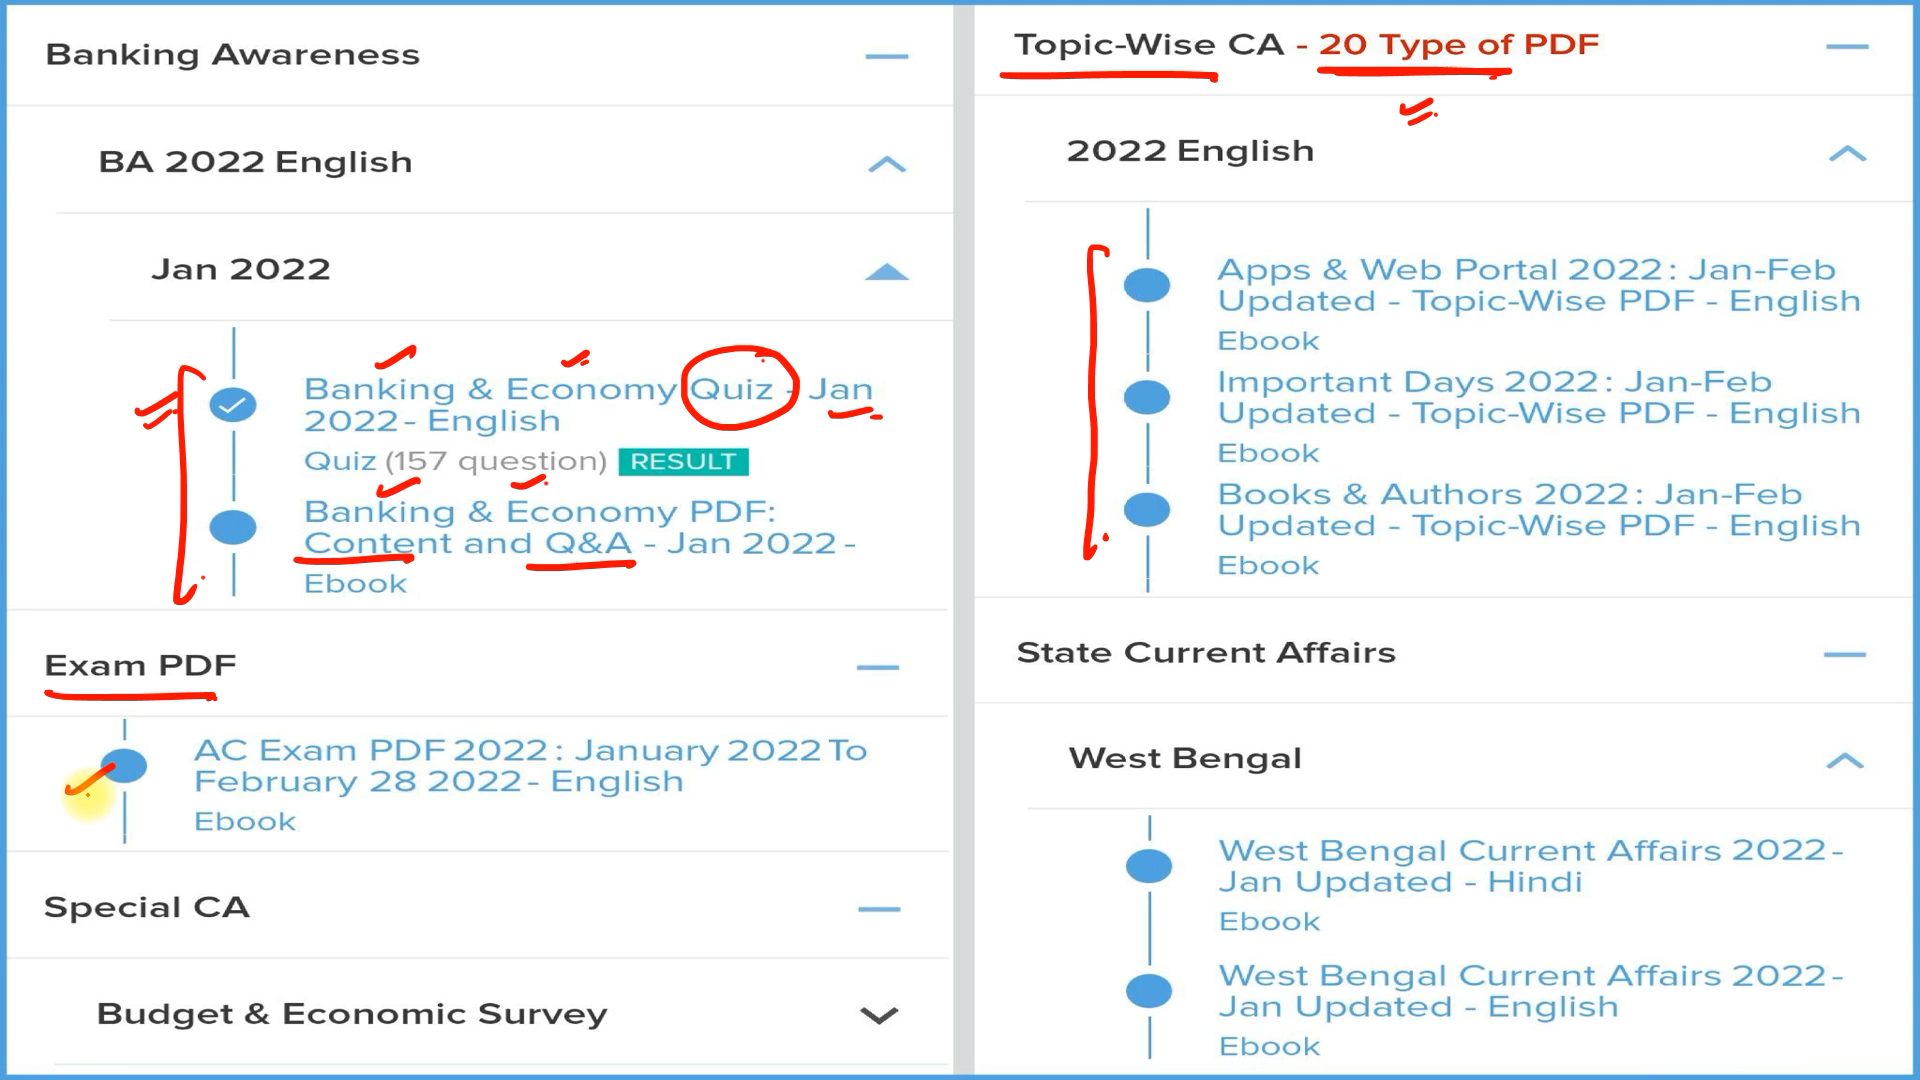 Banking Awareness
BA 2022 English
Jan 2022
Banking & Economy Quiz - Jan
2022- English
Quiz (157 question) RESULT
Banking & Economy PDF:
Content and Q&A - Jan 2022 -
Ebook
Exam PDF
AC Exam PDF 2022 : January 2022 To
February 28 2022- English
Ebook
Special CA
Budget & Economic Survey
Topic-Wise CA - 20 Type of PDF
2022 English
Apps & Web Portal 2022 : Jan-Feb
Updated - Topic-Wise PDF - English
Ebook
Important Days 2022 : Jan-Feb
Updated - Topic-Wise PDF - English
Ebook
Books & Authors 2022 : Jan-Feb
Updated - Topic-Wise PDF - English
Ebook
State Current Affairs
West Bengal
West Bengal Current Affairs 2022 -
Jan Updated - Hindi
Ebook
West Bengal Current Affairs 2022 -
Jan Updated - English
Ebook